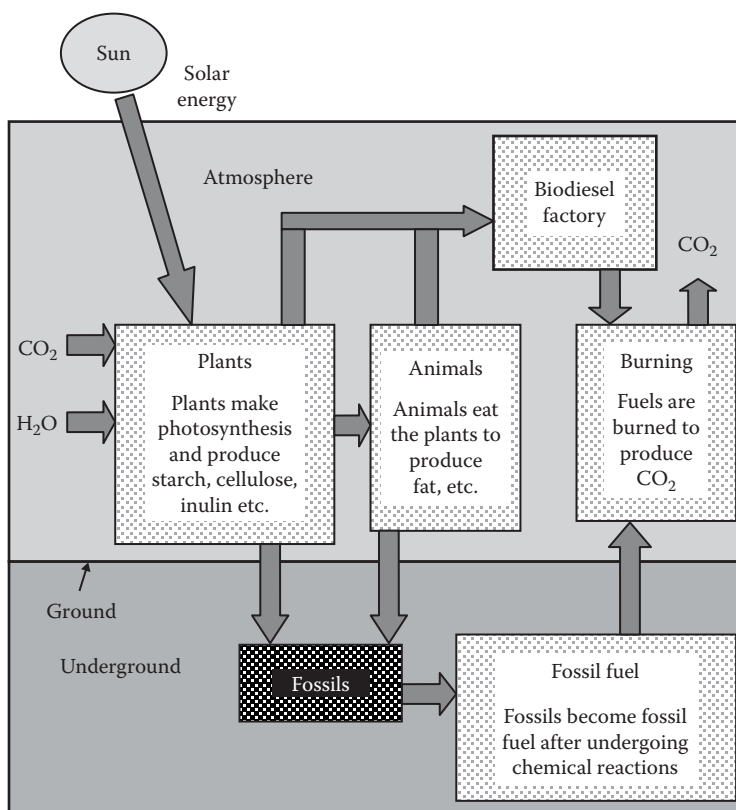 Sun
Solar
energy
Atmosphere
Biodiesel
factory
CO₂
CO₂
H₂O
Plants
Plants make
photosynthesis
and produce
starch, cellulose,
inulin etc.
Animals
Animals eat
the plants to
produce
fat, etc.
Burning
Fuels are
burned to
produce
CO₂
Ground
Underground
Fossils
Fossil fuel
Fossils become fossil
fuel after undergoing
chemical reactions